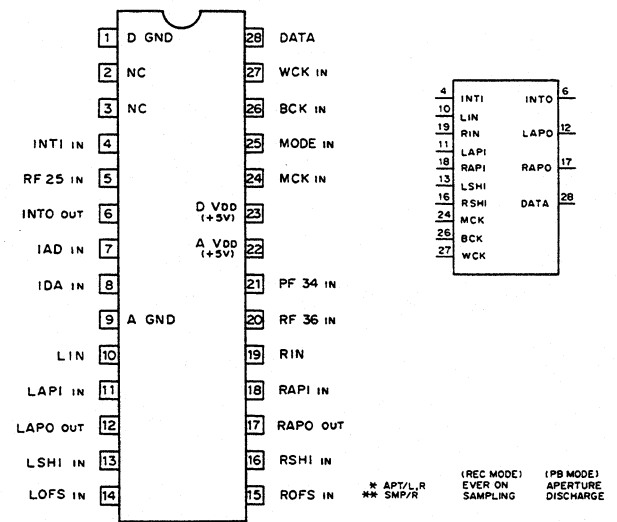 1 D GND 28 DATA
2 NC 27 WCK IN
3 NC 26 BCK IN
INTI IN 4 25 MODE IN
RF 25 IN 5 24 MCK IN
INTO OUT 6 D VDD (+5V) 23
IAD IN 7 A VDD (+5V) 22
IDA IN 8 21 PF 34 IN
9 A GND 20 RF 36 IN
LIN 10 19 RIN
LAPI IN 11 18 RAPI IN
LAPO OUT 12 17 RAPO OUT
LSHI IN 13 16 RSHI IN
LOFS IN 14 15 ROFS IN
4 INTI INTO 6
10 LIN
19 RIN LAPO 12
11 LAPI
18 RAPI RAPO 17
13 LSHI
16 RSHI DATA 28
24 MCK
26 BCK
27 WCK
(REC MODE) (PB MODE)
* APT/L,R EVER ON APERTURE
** SMP/R SAMPLING DISCHARGE